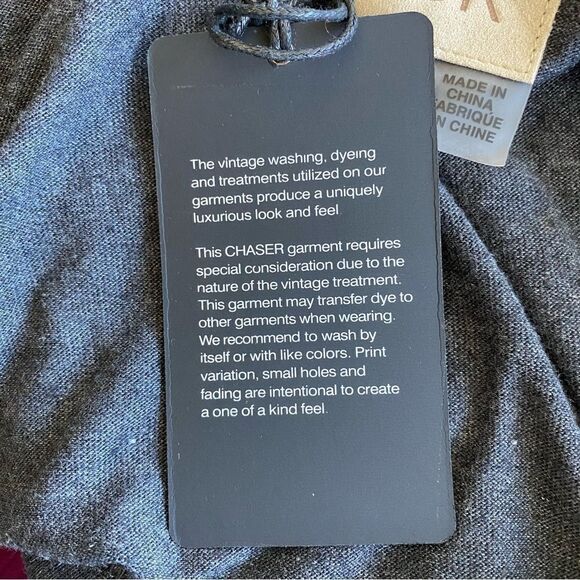 MADE IN
CHINA
FABRIQUÉ
EN CHINE
The vintage washing, dyeing
and treatments utilized on our
garments produce a uniquely
luxurious look and feel.
This CHASER garment requires
special consideration due to the
nature of the vintage treatment.
This garment may transfer dye to
other garments when wearing.
We recommend to wash by
itself or with like colors. Print
variation, small holes and
fading are intentional to create
a one of a kind feel.